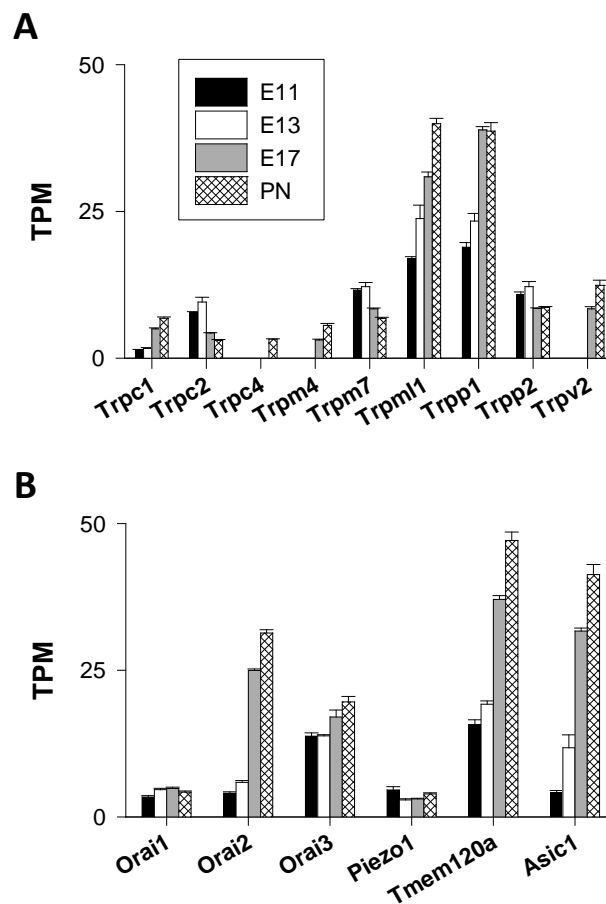 A
50
E11
E13
E17
PN
25
TPM
0
Trpc1
Trpc2
Trpc4
Trpm4
Trpm7
Trpml1
Trpp1
Trpp2
Trpv2
B
50
25
TPM
0
Orai1
Orai2
Orai3
Piezo1
Tmem120a
Asic1